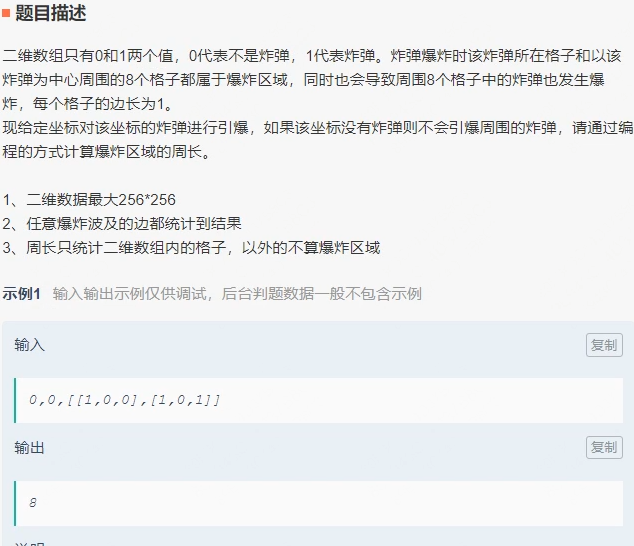 题目描述
二维数组只有0和1两个值，0代表不是炸弹，1代表炸弹。炸弹爆炸时该炸弹所在格子和以该
炸弹为中心周围的8个格子都属于爆炸区域，同时也会导致周围8个格子中的炸弹也发生爆
炸，每个格子的边长为1。
现给定坐标对该坐标的炸弹进行引爆，如果该坐标没有炸弹则不会引爆周围的炸弹，请通过编
程的方式计算爆炸区域的周长。
1、二维数据最大256*256
2、任意爆炸波及的边都统计到结果
3、周长只统计二维数组内的格子，以外的不算爆炸区域
示例1 输入输出示例仅供调试，后台判题数据一般不包含示例
输入 复制
0,0,[[1,0,0],[1,0,1]]
输出 复制
8